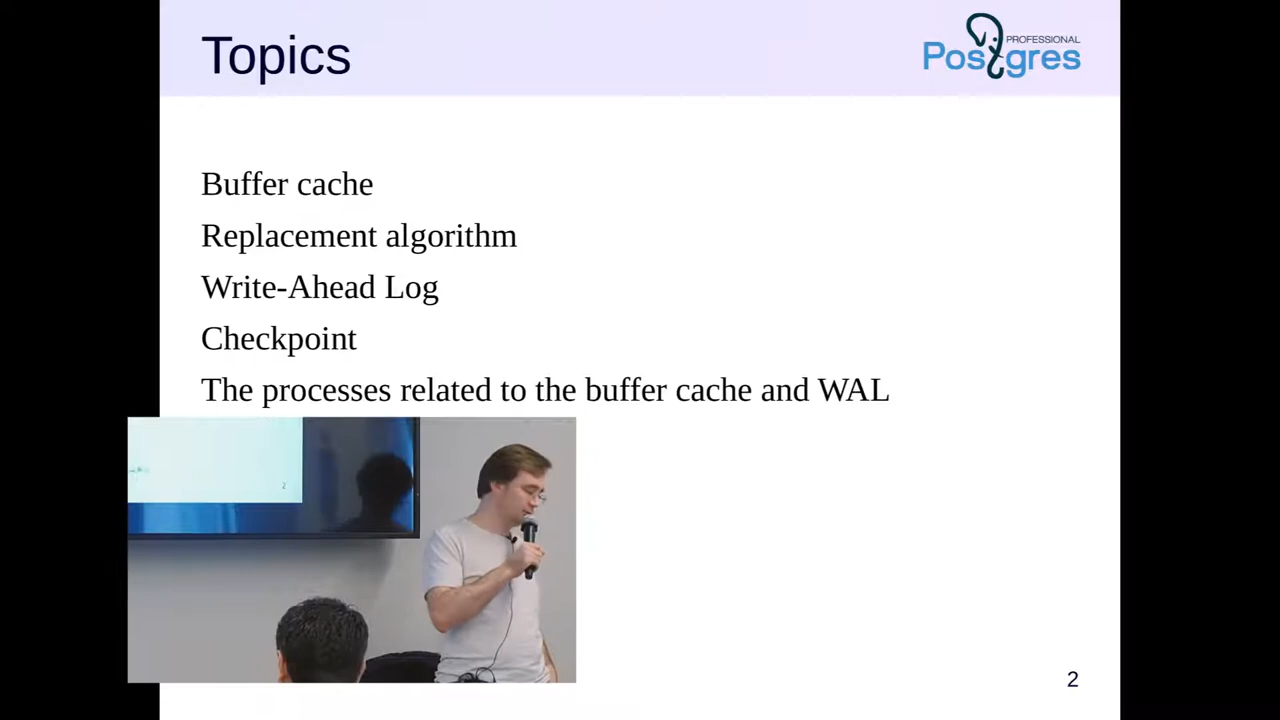 Topics
PROFESSIONAL
Postgres
Buffer cache
Replacement algorithm
Write-Ahead Log
Checkpoint
The processes related to the buffer cache and WAL
2
2